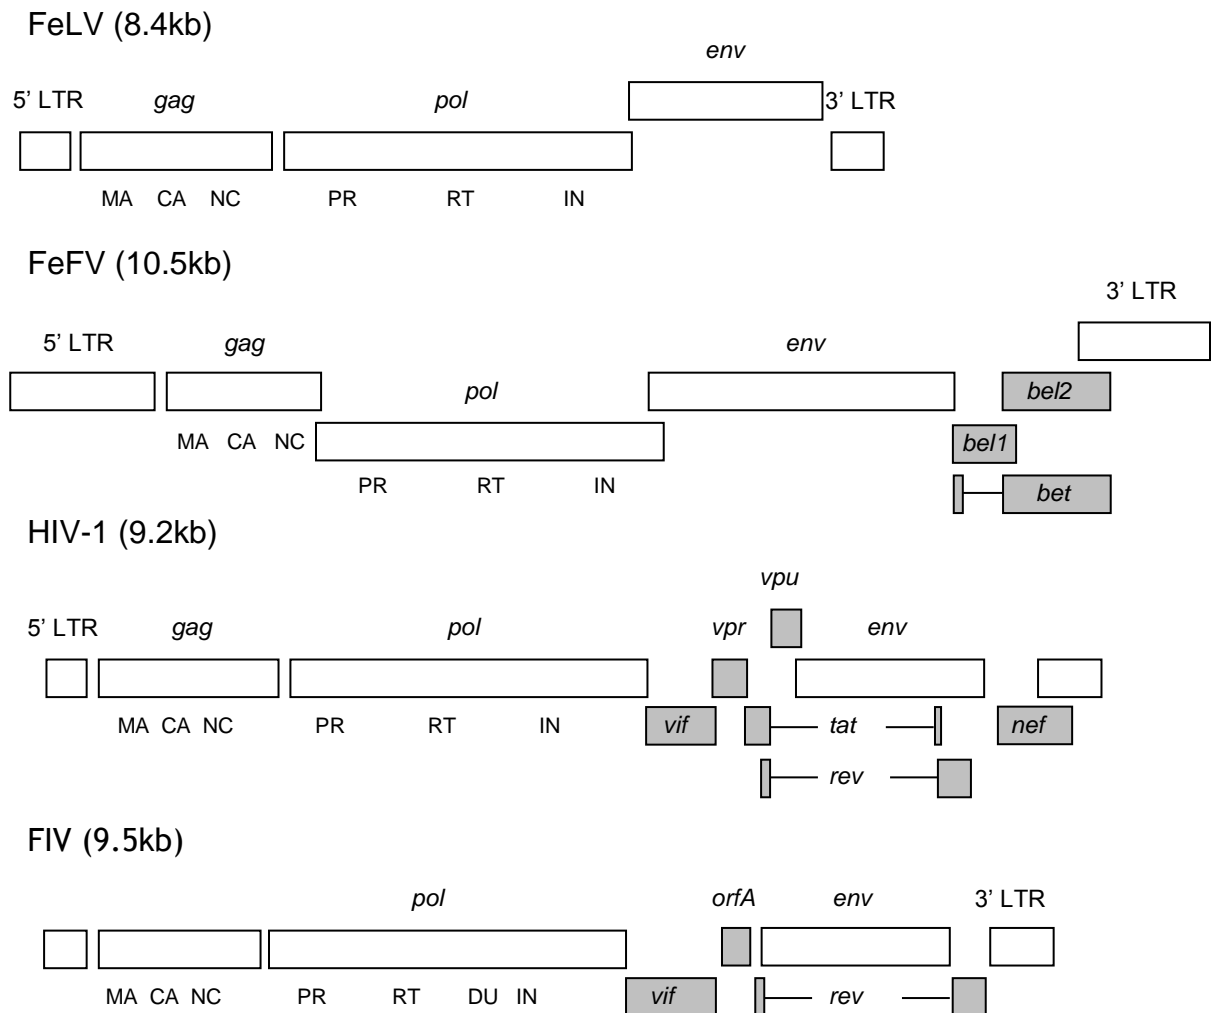 FeLV (8.4kb)
env
5’ LTR gag pol 3’ LTR
MA CA NC PR RT IN
FeFV (10.5kb)
3’ LTR
5’ LTR gag env
pol bel2
MA CA NC bel1
PR RT IN bet
HIV-1 (9.2kb)
vpu
5’ LTR gag pol vpr env
MA CA NC PR RT IN vif tat nef
rev
FIV (9.5kb)
pol orfA env 3’ LTR
MA CA NC PR RT DU IN vif rev